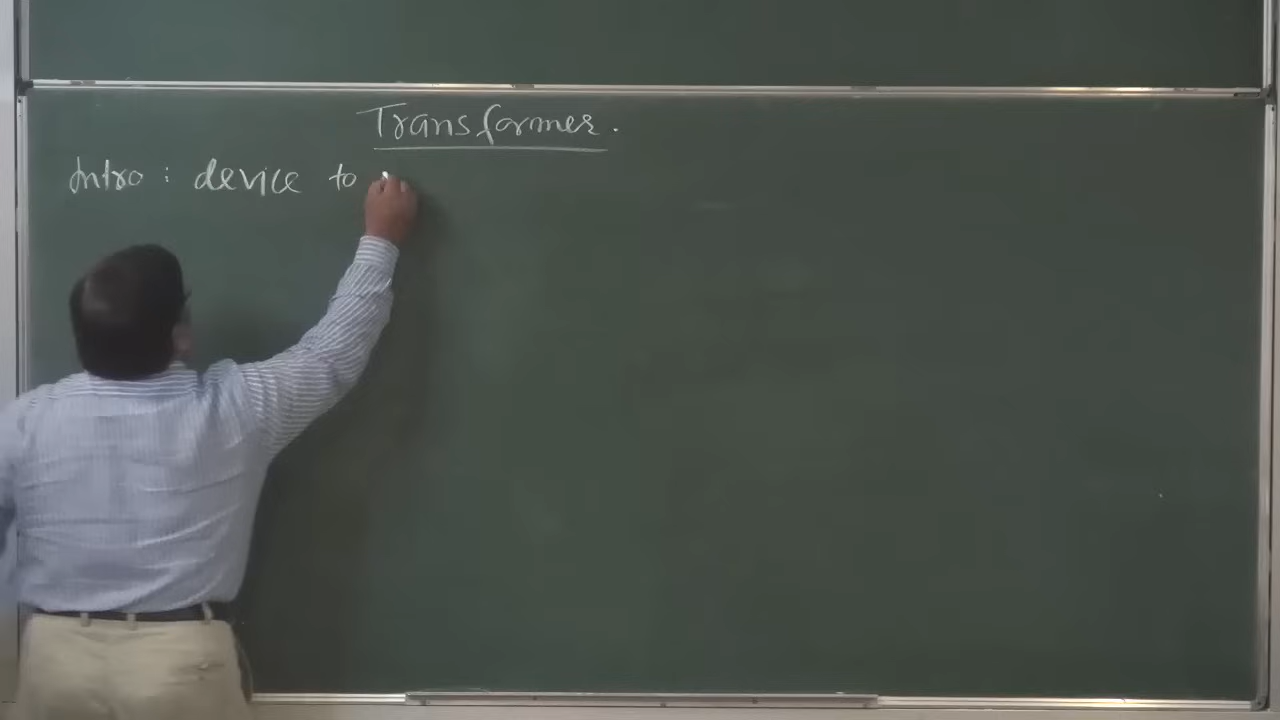 Transformer.
Intro : device to